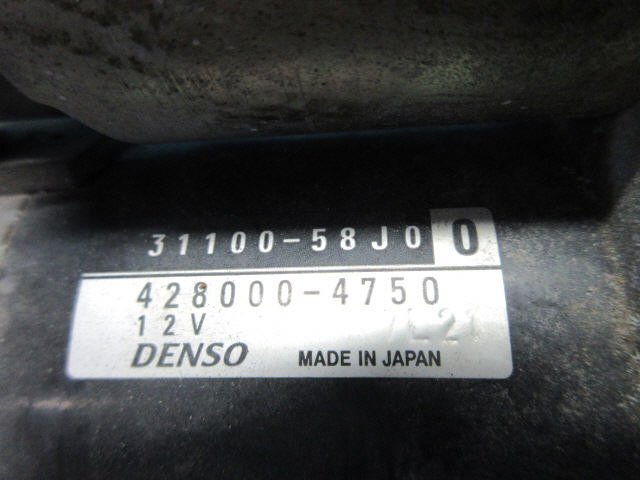 31100-58J0 0
428000-4750
12V
DENSO MADE IN JAPAN